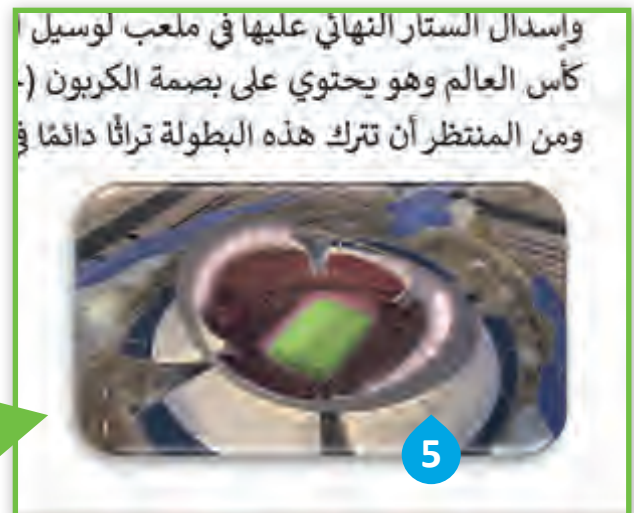 وإسدال الستار النهائي عليها في ملعب لوسيل
كأس العالم وهو يحتوي على بصمة الكربون (
ومن المنتظر أن تترك هذه البطولة تراثًا دائمًا في
5